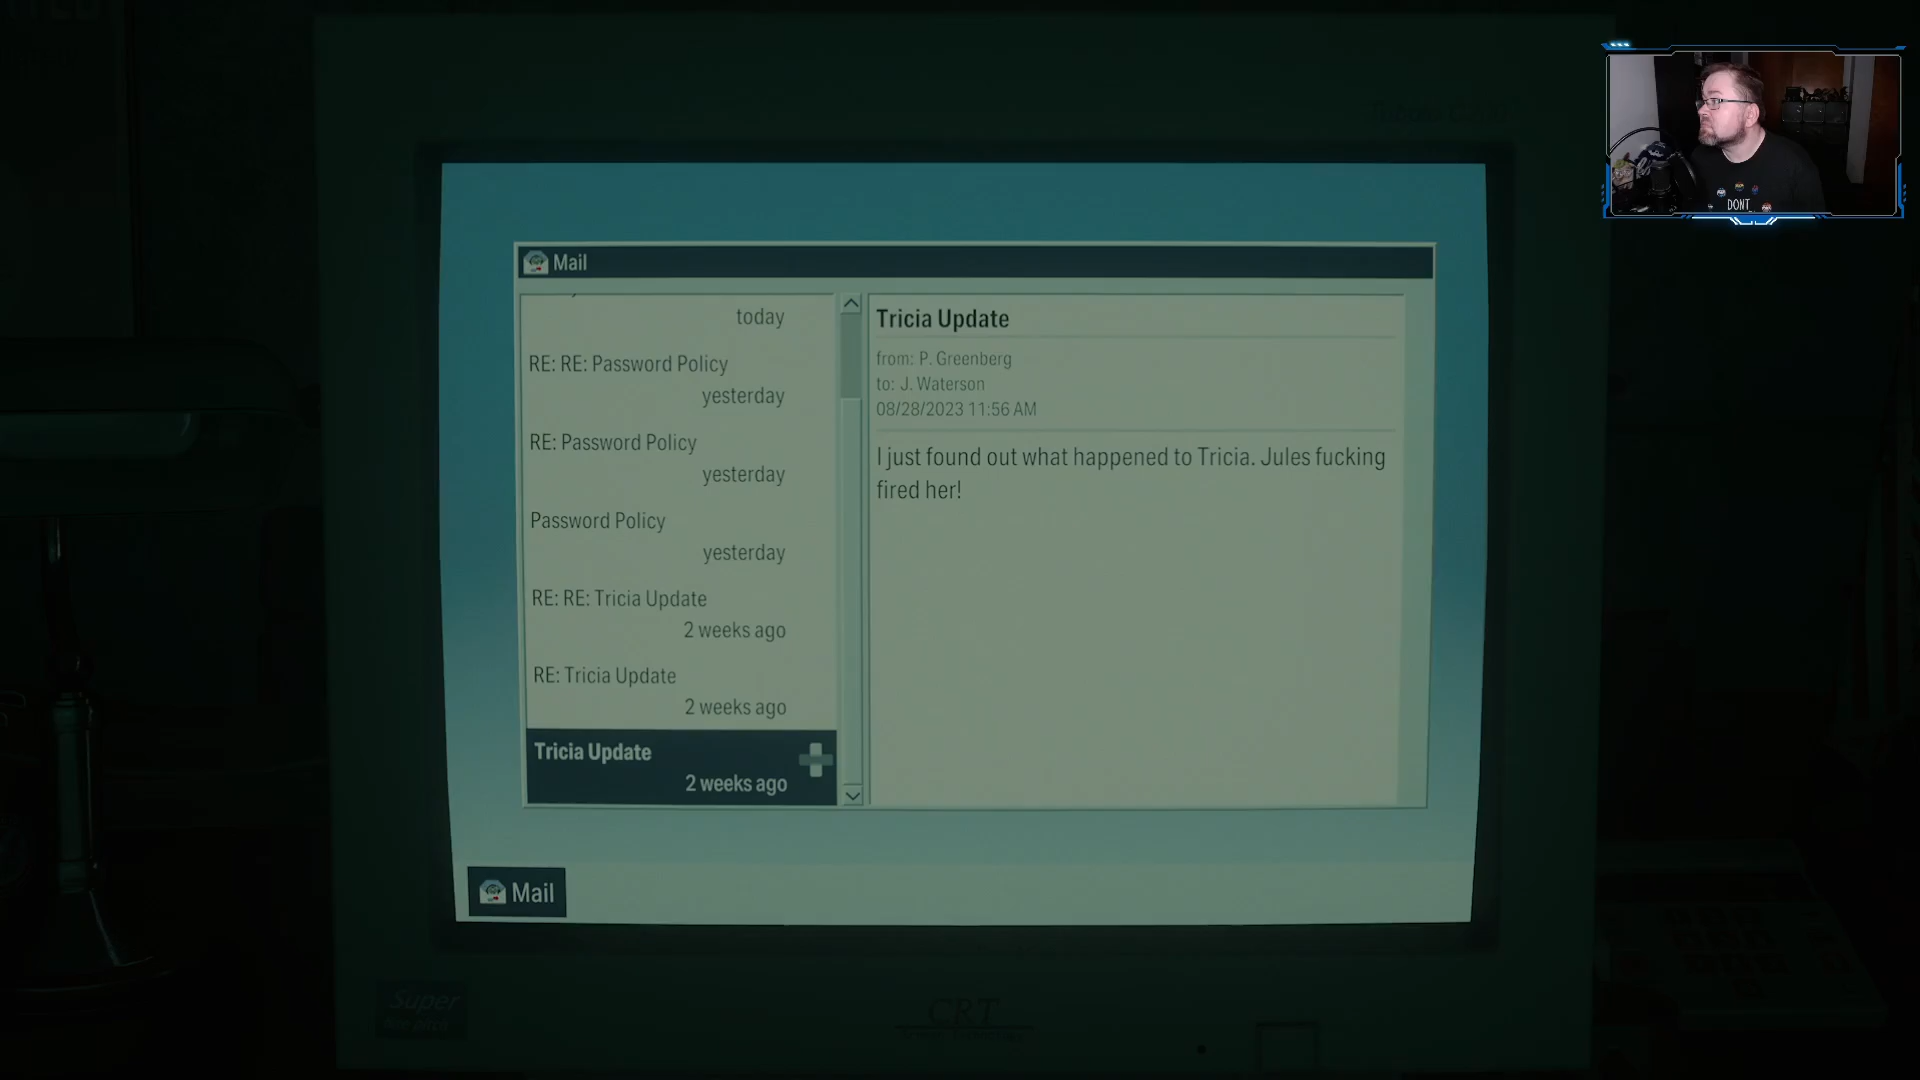 Mail
today
RE: RE: Password Policy
yesterday
RE: Password Policy
yesterday
Password Policy
yesterday
RE: RE: Tricia Update
2 weeks ago
RE: Tricia Update
2 weeks ago
Tricia Update
2 weeks ago
Tricia Update
from: P. Greenberg
to: J. Waterson
08/28/2023 11:56 AM
I just found out what happened to Tricia. Jules fucking
fired her!
Mail
Super
CRT
DONT